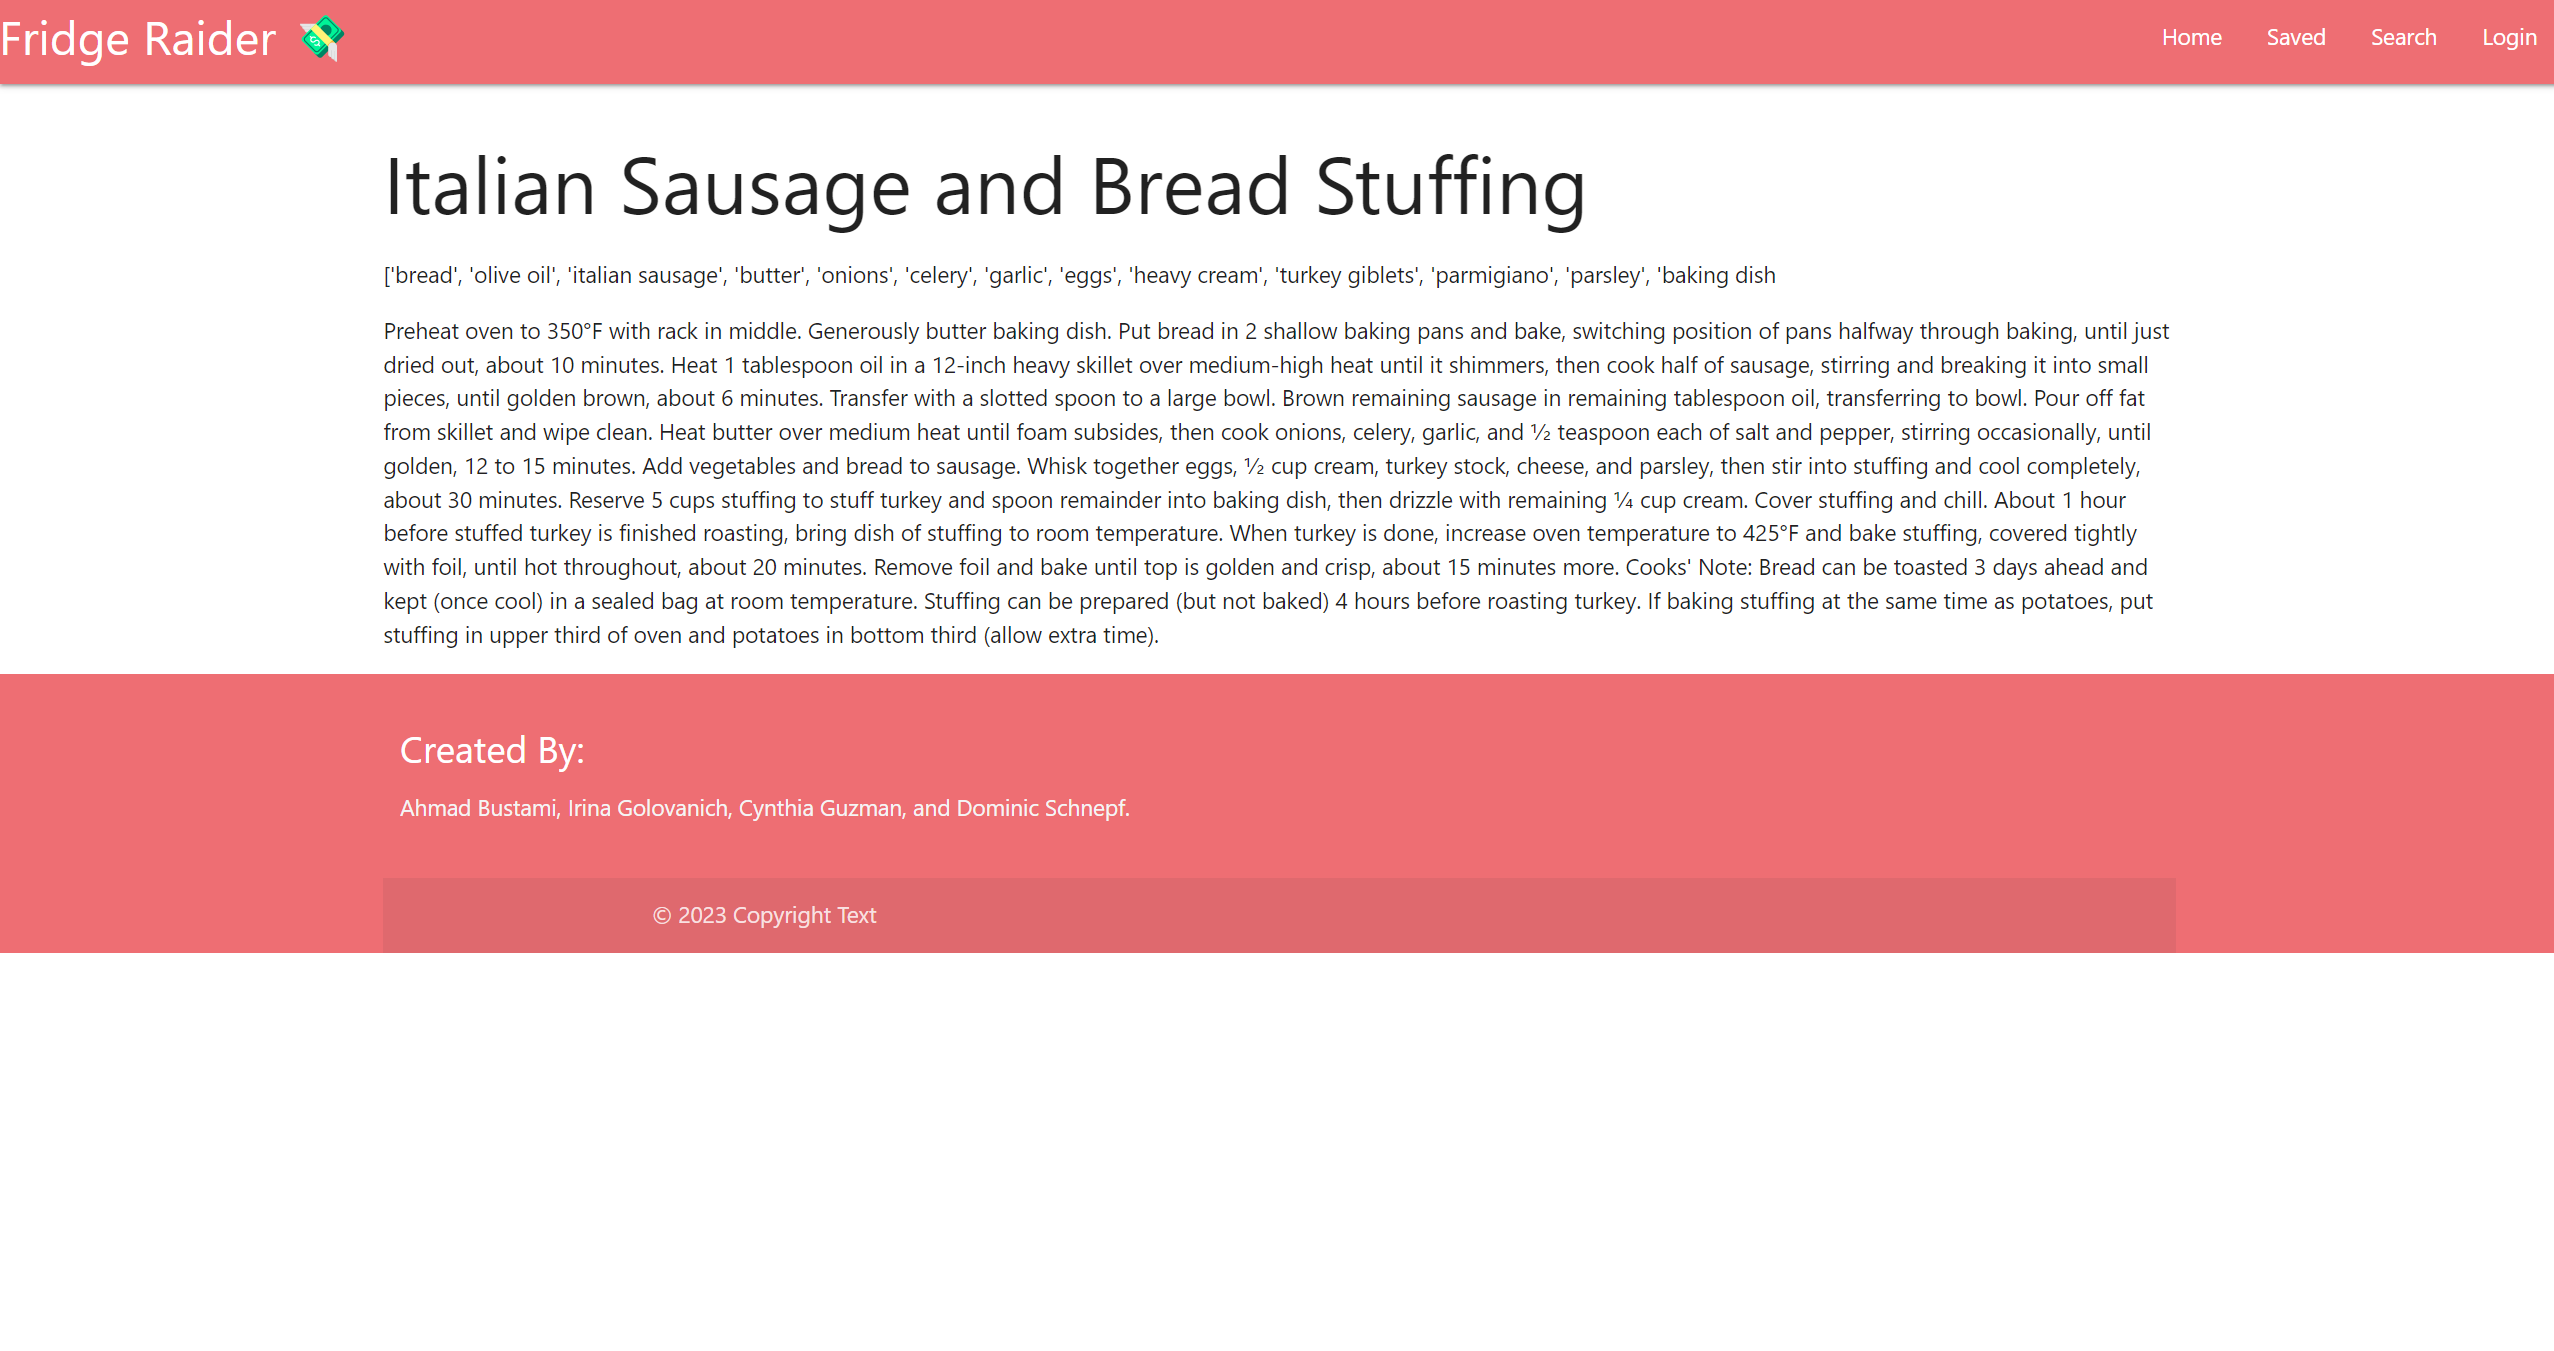 Fridge Raider 💸
Home Saved Search Login
Italian Sausage and Bread Stuffing
['bread', 'olive oil', 'italian sausage', 'butter', 'onions', 'celery', 'garlic', 'eggs', 'heavy cream', 'turkey giblets', 'parmigiano', 'parsley', 'baking dish
Preheat oven to 350°F with rack in middle. Generously butter baking dish. Put bread in 2 shallow baking pans and bake, switching position of pans halfway through baking, until just
dried out, about 10 minutes. Heat 1 tablespoon oil in a 12-inch heavy skillet over medium-high heat until it shimmers, then cook half of sausage, stirring and breaking it into small
pieces, until golden brown, about 6 minutes. Transfer with a slotted spoon to a large bowl. Brown remaining sausage in remaining tablespoon oil, transferring to bowl. Pour off fat
from skillet and wipe clean. Heat butter over medium heat until foam subsides, then cook onions, celery, garlic, and ½ teaspoon each of salt and pepper, stirring occasionally, until
golden, 12 to 15 minutes. Add vegetables and bread to sausage. Whisk together eggs, ½ cup cream, turkey stock, cheese, and parsley, then stir into stuffing and cool completely,
about 30 minutes. Reserve 5 cups stuffing to stuff turkey and spoon remainder into baking dish, then drizzle with remaining ¼ cup cream. Cover stuffing and chill. About 1 hour
before stuffed turkey is finished roasting, bring dish of stuffing to room temperature. When turkey is done, increase oven temperature to 425°F and bake stuffing, covered tightly
with foil, until hot throughout, about 20 minutes. Remove foil and bake until top is golden and crisp, about 15 minutes more. Cooks' Note: Bread can be toasted 3 days ahead and
kept (once cool) in a sealed bag at room temperature. Stuffing can be prepared (but not baked) 4 hours before roasting turkey. If baking stuffing at the same time as potatoes, put
stuffing in upper third of oven and potatoes in bottom third (allow extra time).
Created By:
Ahmad Bustami, Irina Golovanich, Cynthia Guzman, and Dominic Schnepf.
© 2023 Copyright Text